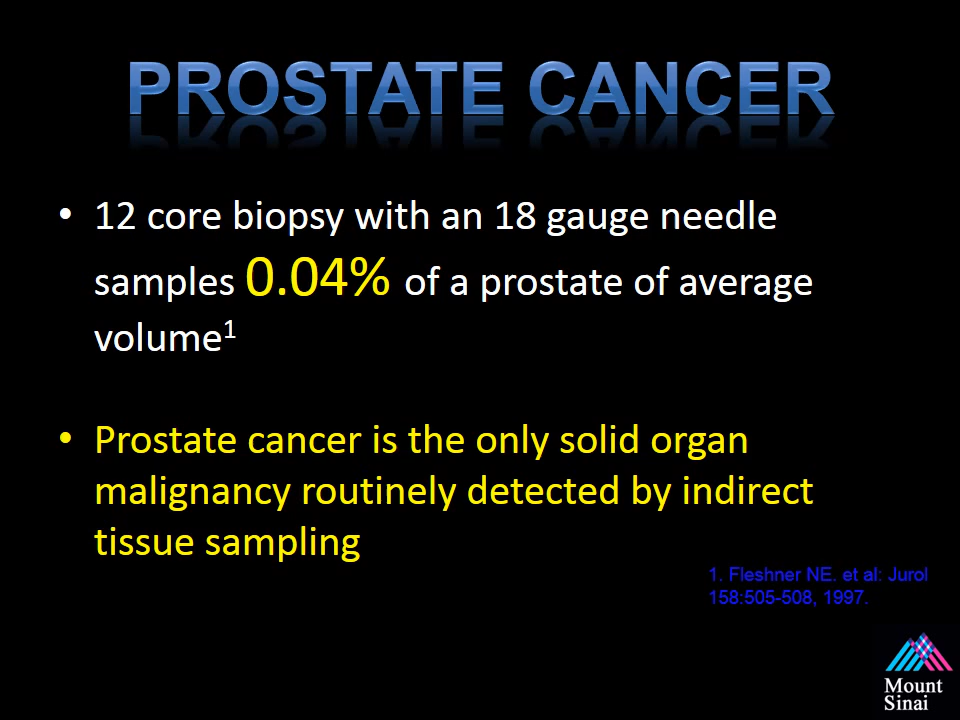 PROSTATE CANCER
• 12 core biopsy with an 18 gauge needle
samples 0.04% of a prostate of average
volume¹
• Prostate cancer is the only solid organ
malignancy routinely detected by indirect
tissue sampling
1. Fleshner NE. et al: Jurol
158:505-508, 1997.
Mount
Sinai